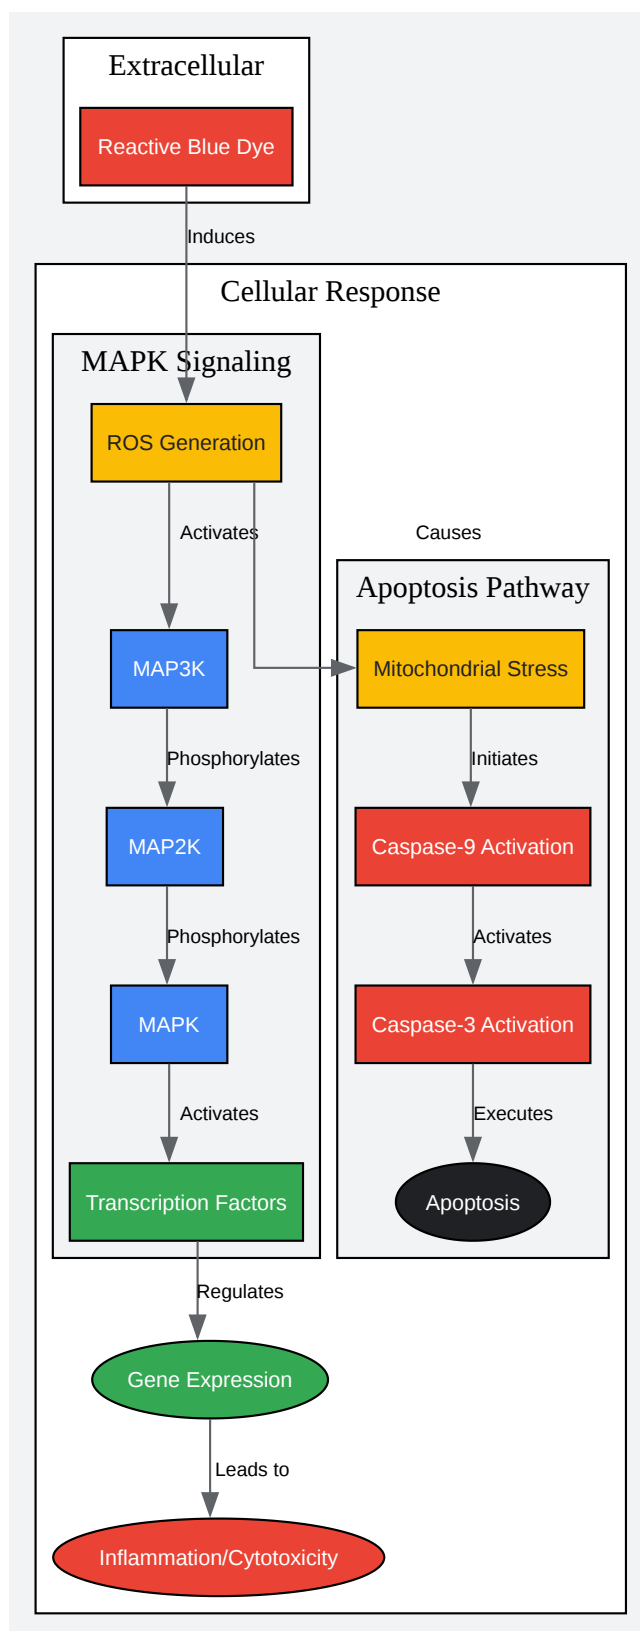 Extracellular
Reactive Blue Dye
Induces
Cellular Response
MAPK Signaling
ROS Generation
Activates
Causes
Apoptosis Pathway
MAP3K
Mitochondrial Stress
Phosphorylates
Initiates
MAP2K
Caspase-9 Activation
Phosphorylates
Activates
MAPK
Caspase-3 Activation
Activates
Executes
Transcription Factors
Apoptosis
Regulates
Gene Expression
Leads to
Inflammation/Cytotoxicity